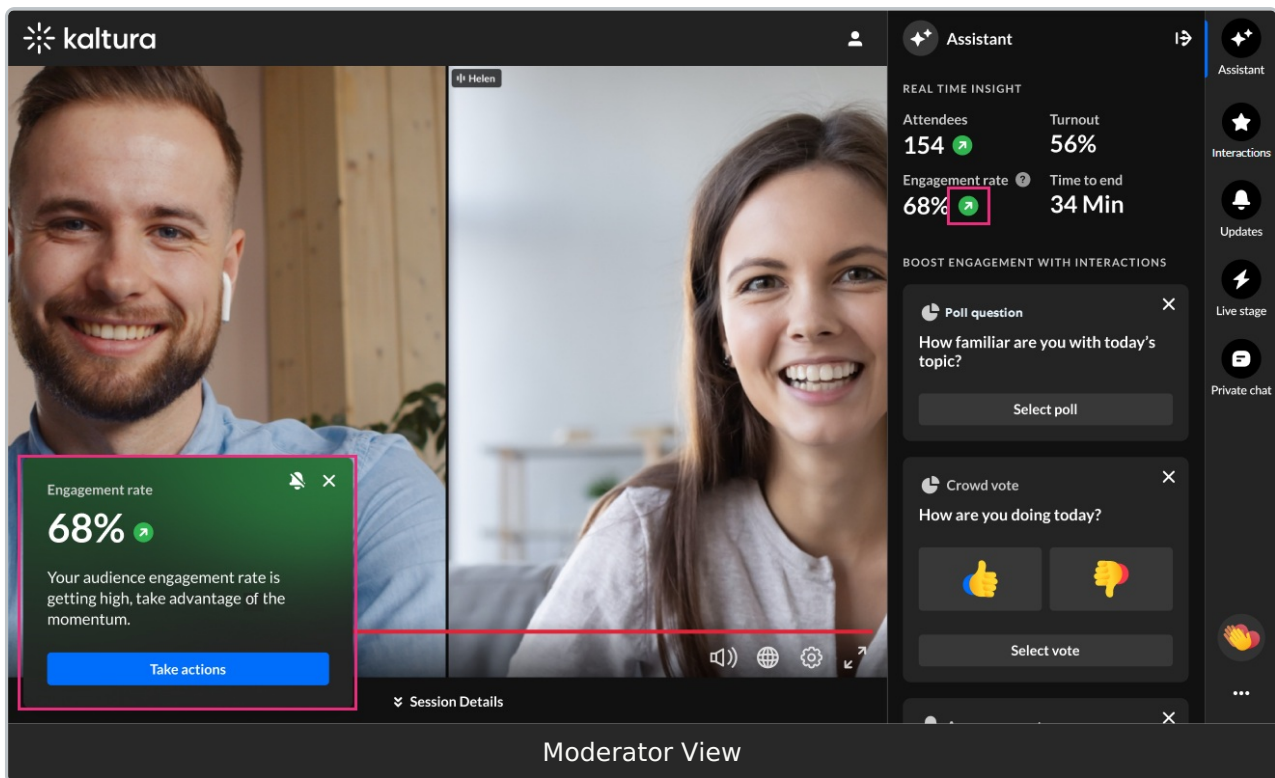 kaltura
Helen
Engagement rate
68%
Your audience engagement rate is
getting high, take advantage of the
momentum.
Take actions
Session Details
Assistant
REAL TIME INSIGHT
Attendees
Turnout
154
56%
Engagement rate ?
Time to end
68%
34 Min
BOOST ENGAGEMENT WITH INTERACTIONS
Poll question
How familiar are you with today's
topic?
Select poll
Crowd vote
How are you doing today?
Select vote
Assistant
Interactions
Updates
Live stage
Private chat
Moderator View